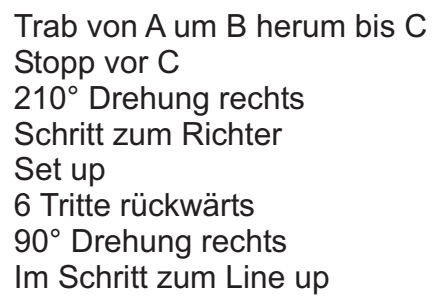 Trab von A um B herum bis C
Stopp vor C
210° Drehung rechts
Schritt zum Richter
Set up
6 Tritte rückwärts
90° Drehung rechts
Im Schritt zum Line up